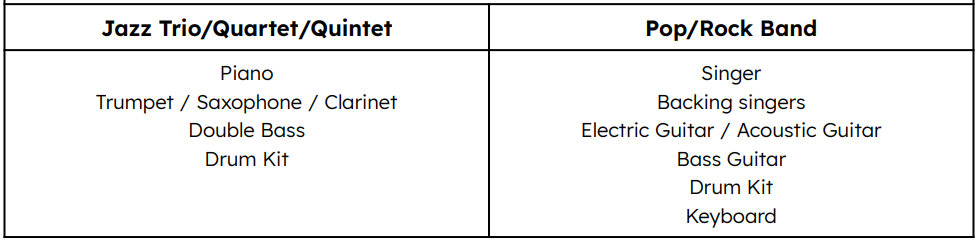 Jazz Trio/Quartet/Quintet
Piano
Trumpet / Saxophone / Clarinet
Double Bass
Drum Kit
Pop/Rock Band
Singer
Backing singers
Electric Guitar / Acoustic Guitar
Bass Guitar
Drum Kit
Keyboard